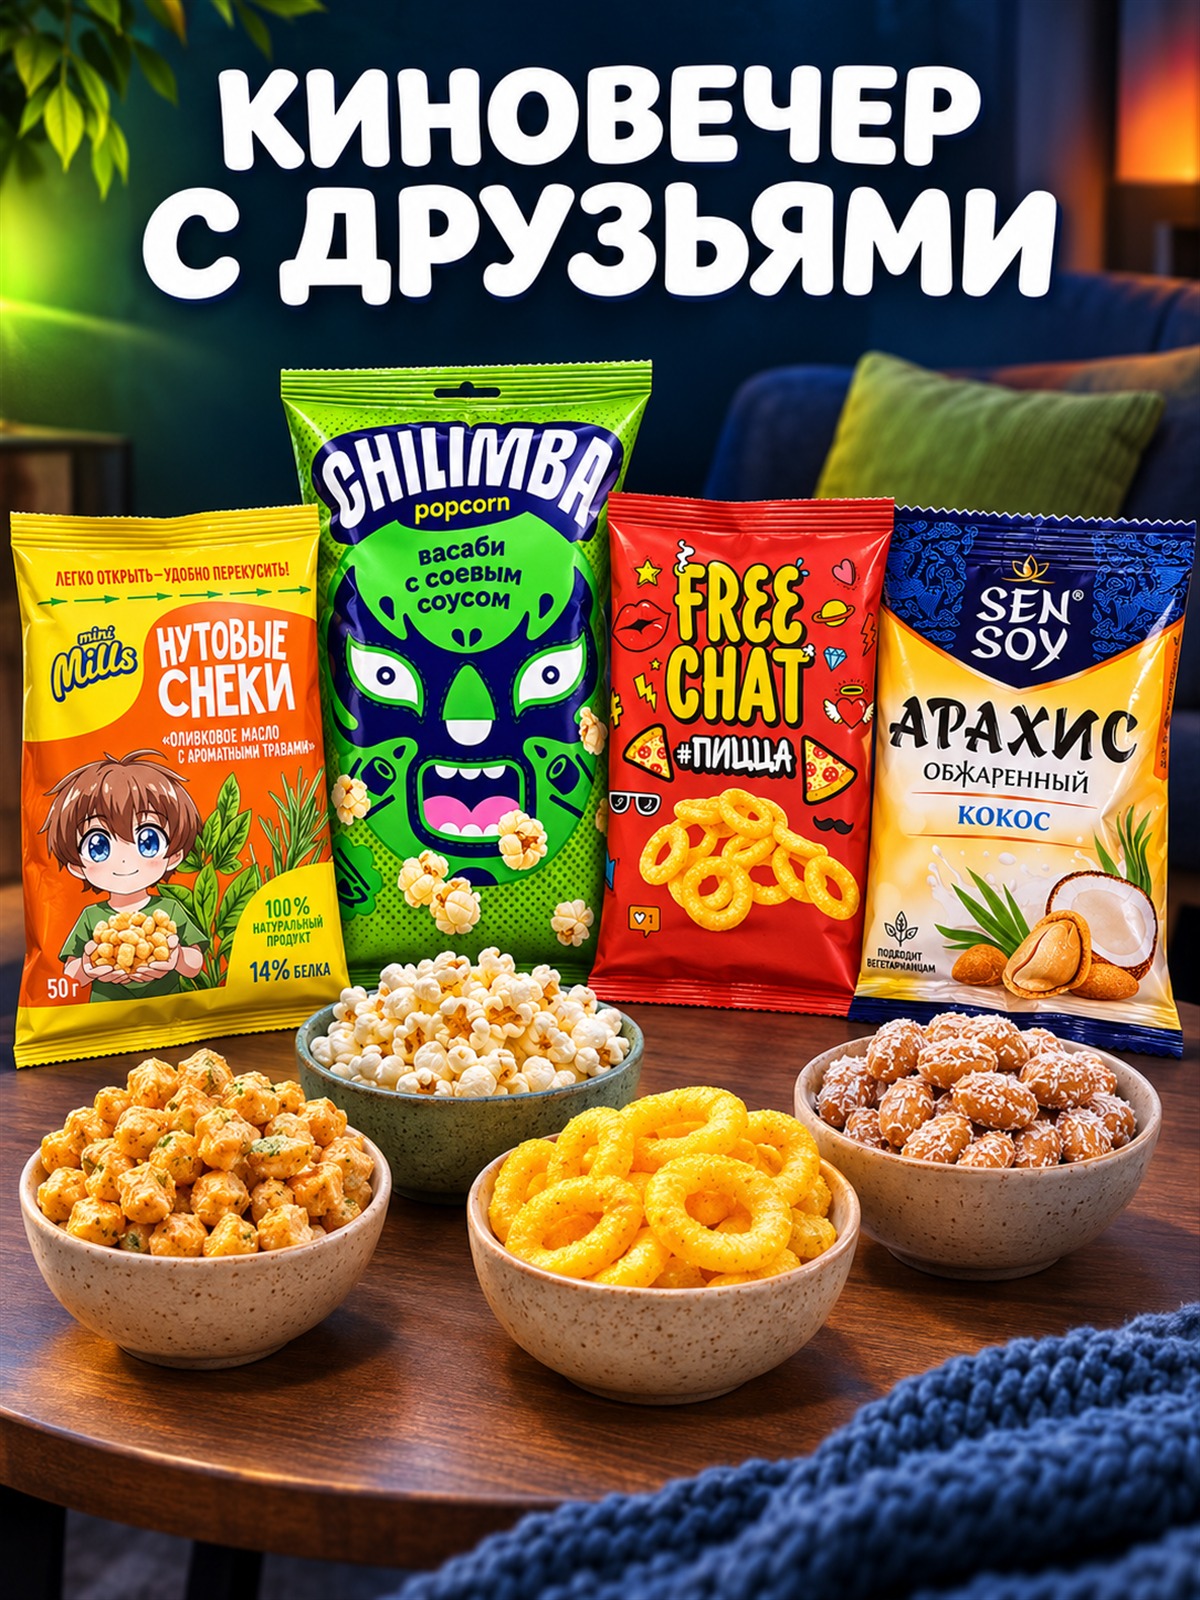 КИНОВЕЧЕР
С ДРУЗЬЯМИ
ЛЕГКО ОТКРЫТЬ – УДОБНО ПЕРЕКУСИТЬ!
mini
Mills
НУТОВЫЕ
СНЕКИ
«ОЛИВКОВОЕ МАСЛО
С АРОМАТНЫМИ ТРАВАМИ»
100%
НАТУРАЛЬНЫЙ
ПРОДУКТ
14% БЕЛКА
50 г
CHILIMBA
popcorn
васаби
с соевым
соусом
FREE
CHAT
#ПИЦЦА
1
SEN
SOY®
АРАХИС
ОБЖАРЕННЫЙ
КОКОС
ПОДХОДИТ
ВЕГЕТАРИАНЦАМ